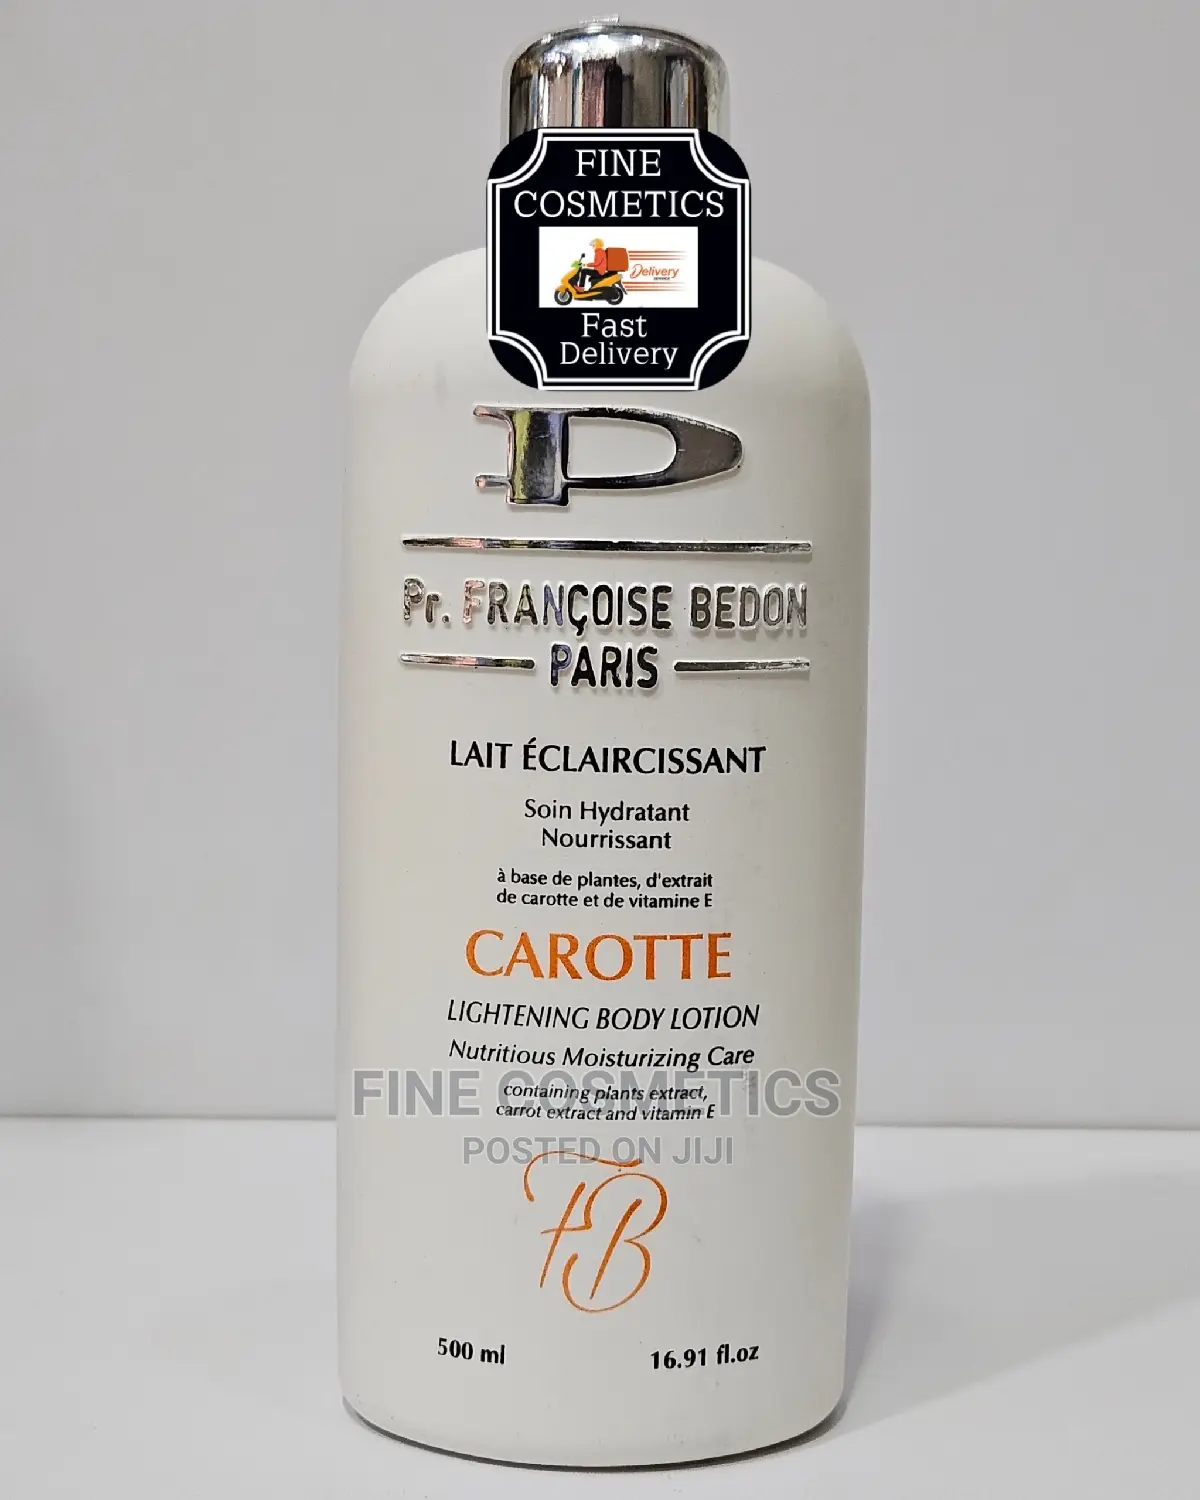 FINE
COSMETICS
Delivery
Fast
Delivery
Pr. FRANÇOISE BEDON
PARIS
LAIT ÉCLAIRCISSANT
Soin Hydratant
Nourrissant
à base de plantes, d'extrait
de carotte et de vitamine E
CAROTTE
LIGHTENING BODY LOTION
Nutritious Moisturizing Care
FINE COSMETICS
containing plants extract,
carrot extract and vitamin E
POSTED ON JIJI
FB
500 ml
16.91 fl.oz